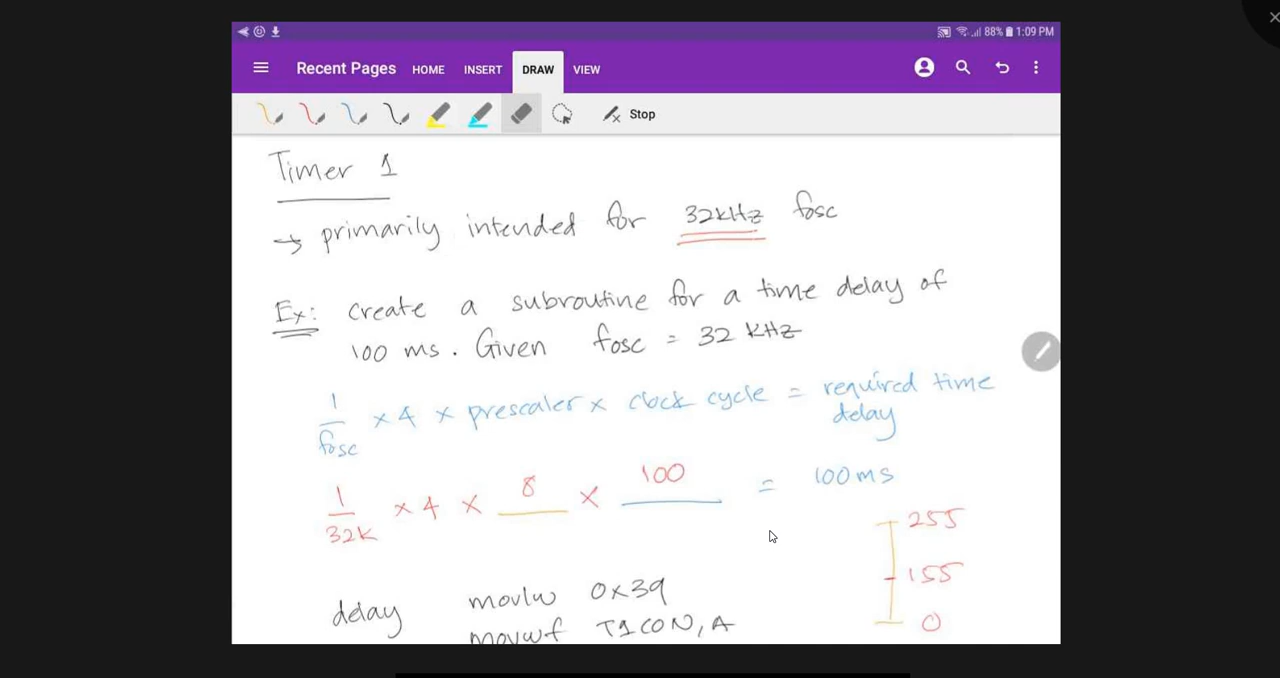 88% 1:09 PM
Recent Pages HOME INSERT DRAW VIEW
Stop
Timer 1
→ primarily intended for 32kHz fosc
Ex: create a subroutine for a time delay of
100 ms. Given fosc = 32 KHz
1/fosc × 4 × prescaler × clock cycle = required time
delay
1/32K × 4 × 8 × 100 = 100ms
255
155
0
delay movlw 0x39
movwf T1CON, A